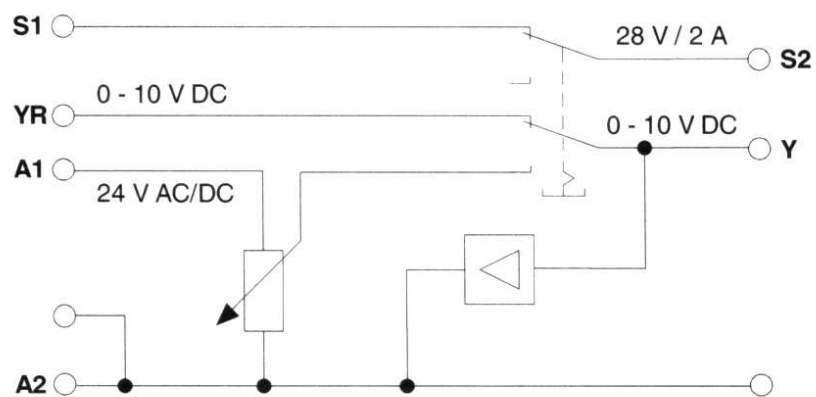 S1
28 V / 2 A
S2
YR
0 - 10 V DC
0 - 10 V DC
Y
A1
24 V AC/DC
A2